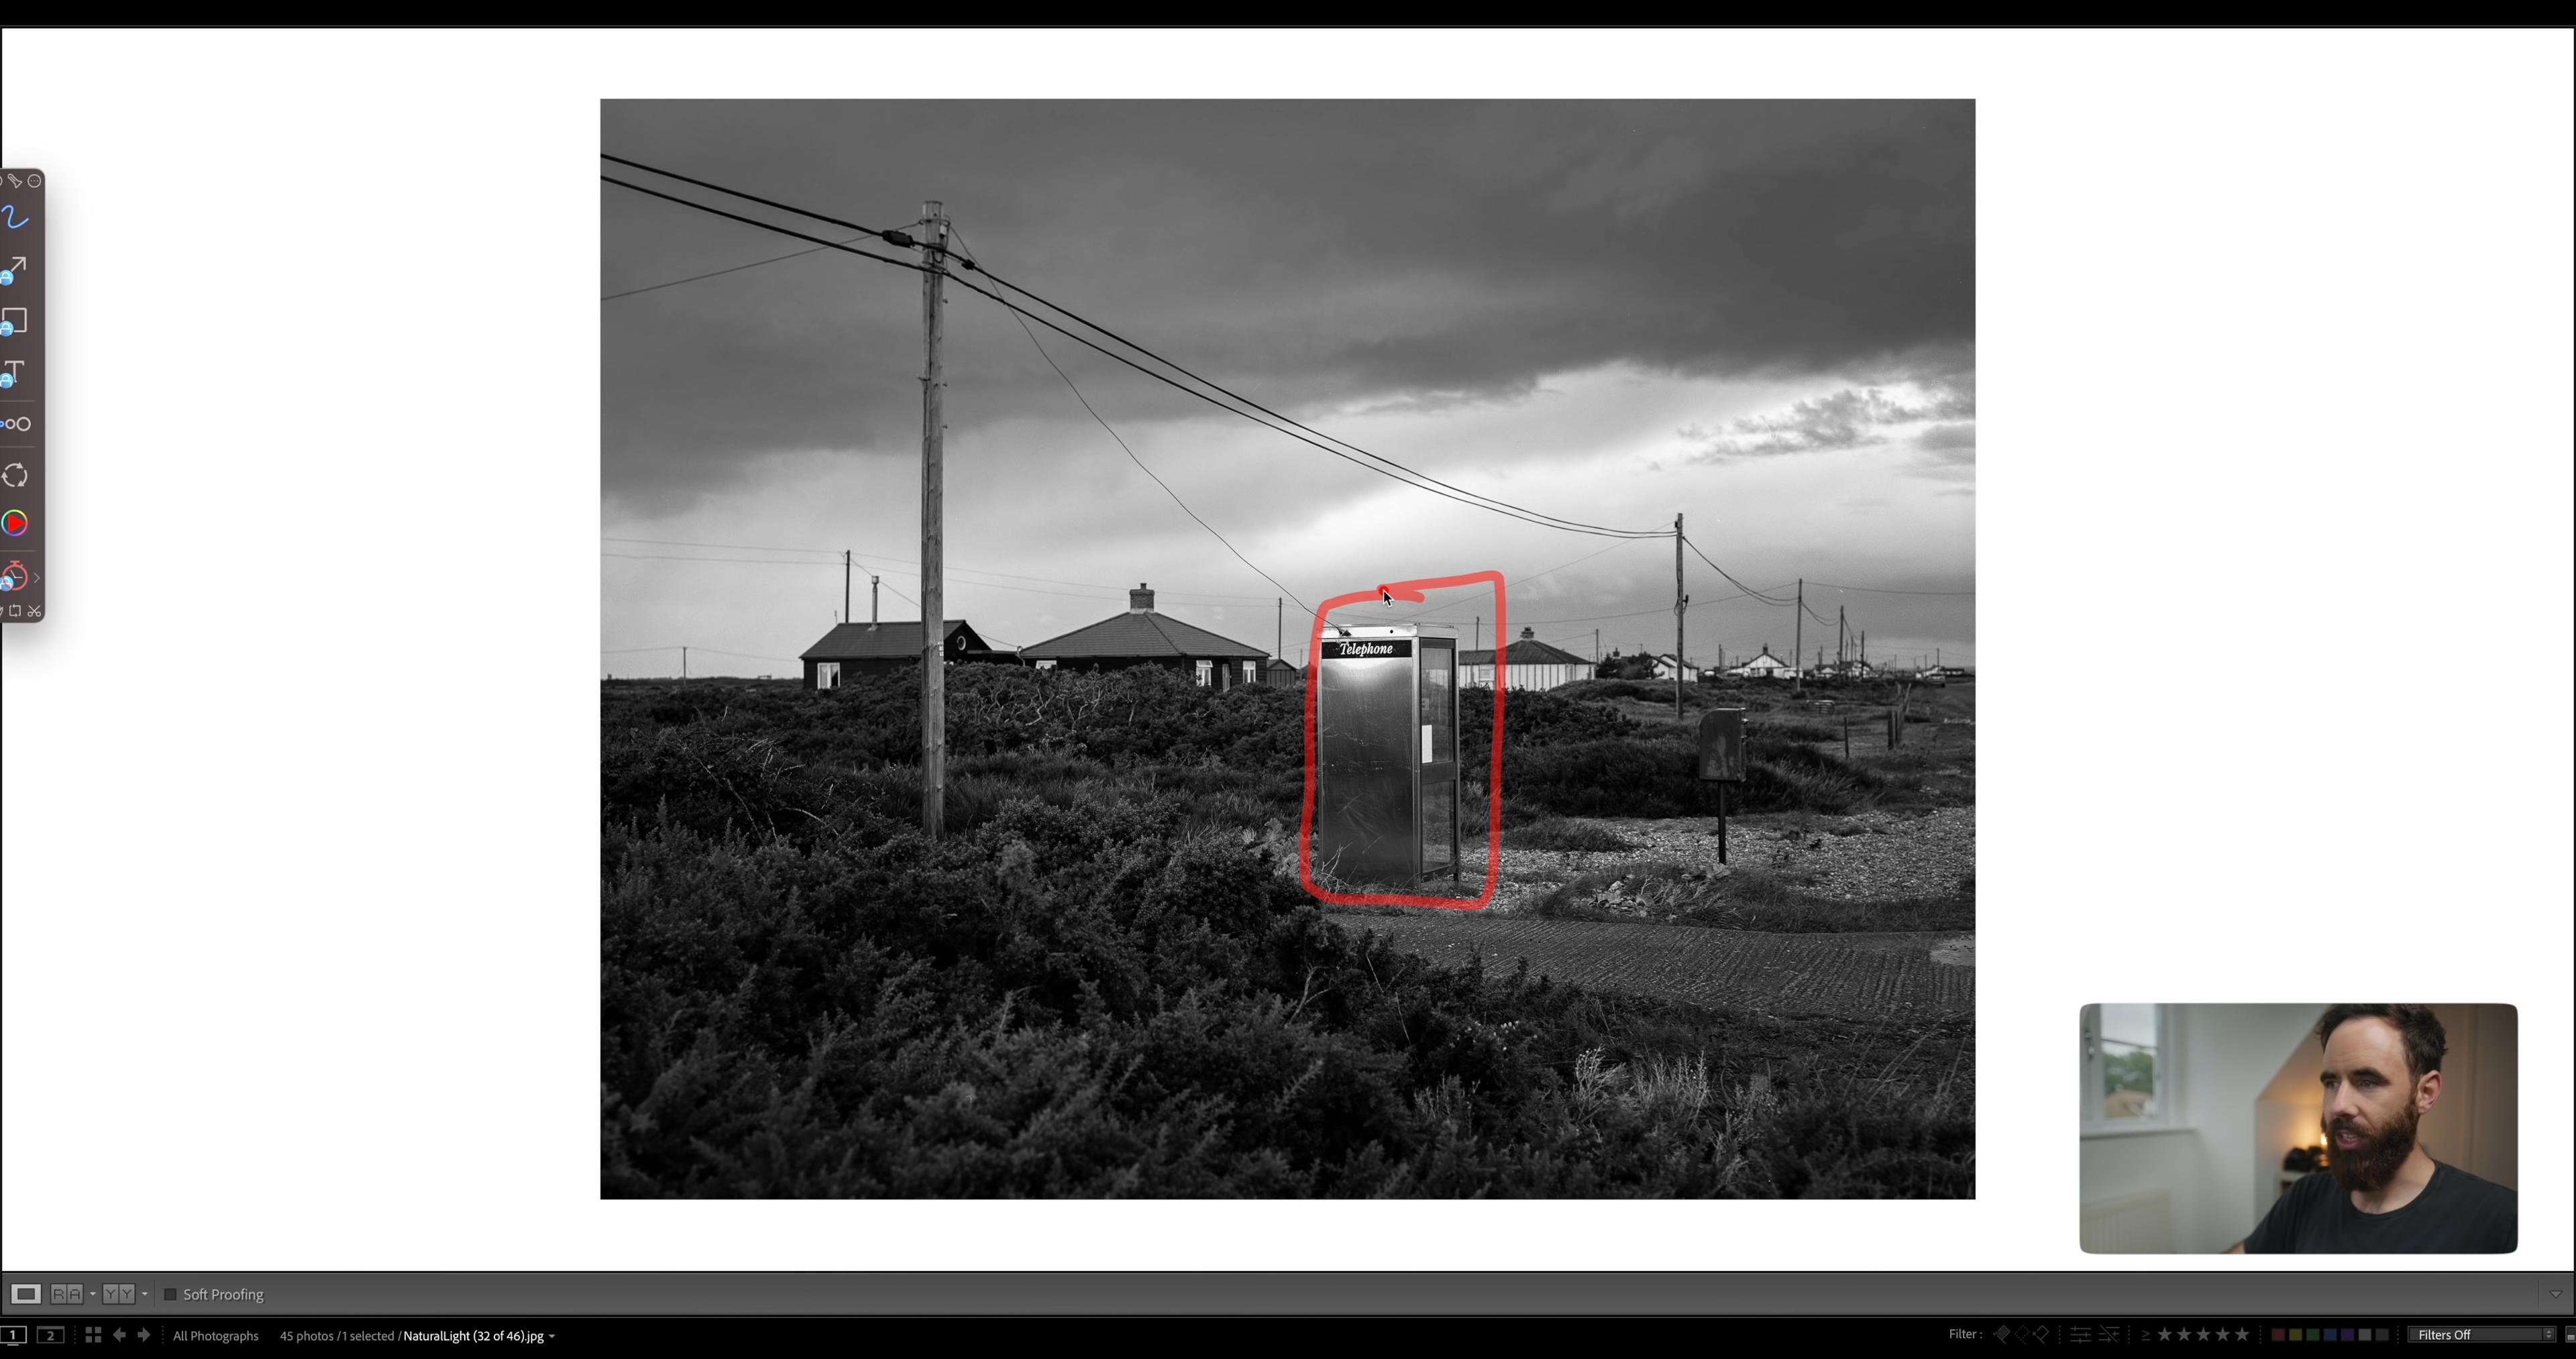 Telephone
Soft Proofing
1 2 All Photographs 45 photos / 1 selected / NaturalLight (32 of 46).jpg Filter : Filters Off